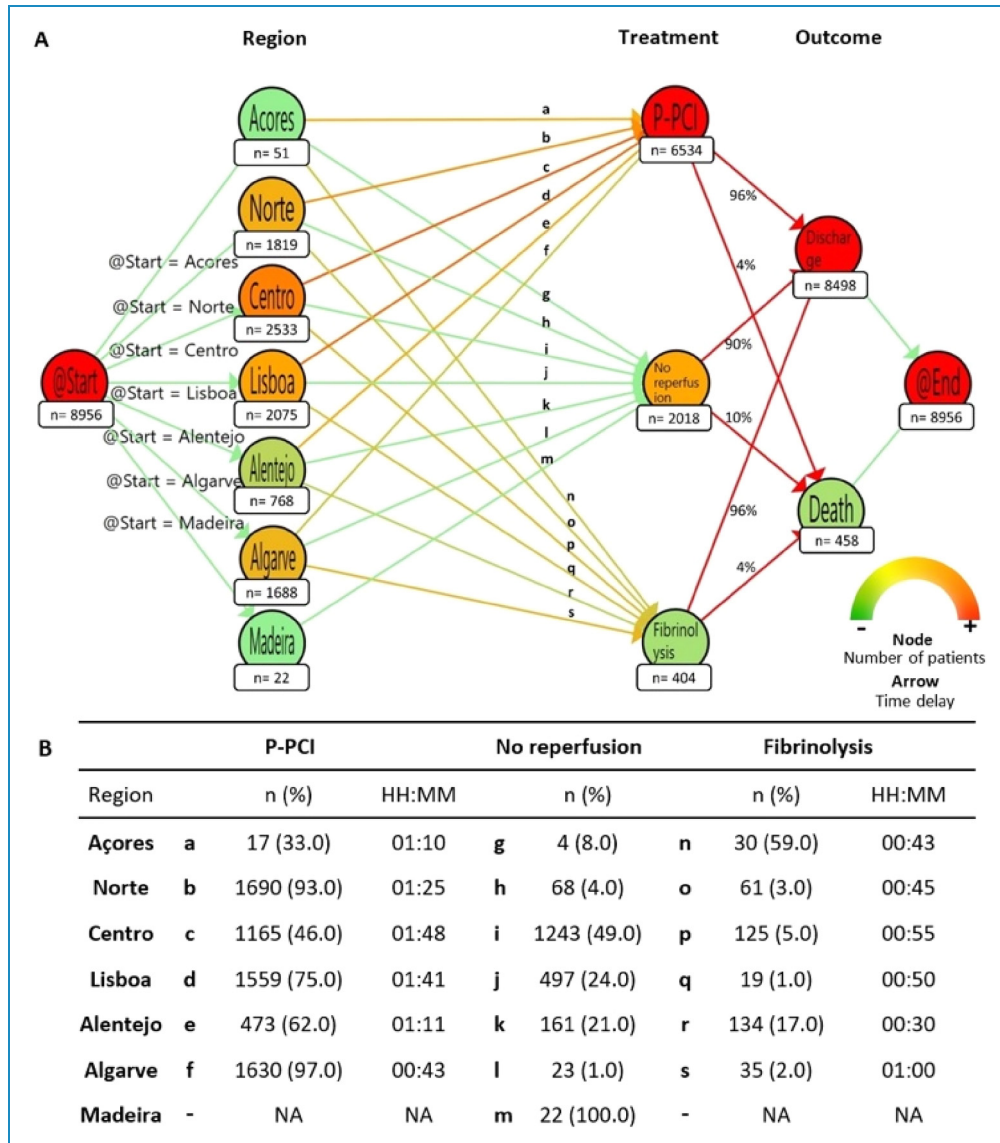 A
Region
Treatment
Outcome
Acores
n= 51
Norte
n= 1819
Centro
n= 2533
Lisboa
n= 2075
Alentejo
n= 768
Algarve
n= 1688
Madeira
n= 22
@Start
n= 8956
@Start = Acores
@Start = Norte
@Start = Centro
@Start = Lisboa
@Start = Alentejo
@Start = Algarve
@Start = Madeira
a
b
c
d
e
f
g
h
i
j
k
l
m
n
o
p
q
r
s
P-PCI
n= 6534
No
reperfu
sion
n= 2018
Fibrinol
ysis
n= 404
96%
4%
90%
10%
96%
4%
Dischar
ge
n= 8498
Death
n= 458
@End
n= 8956
- +
Node
Number of patients
Arrow
Time delay
B P-PCI No reperfusion Fibrinolysis
Region n (%) HH:MM n (%) n (%) HH:MM
Açores a 17 (33.0) 01:10 g 4 (8.0) n 30 (59.0) 00:43
Norte b 1690 (93.0) 01:25 h 68 (4.0) o 61 (3.0) 00:45
Centro c 1165 (46.0) 01:48 i 1243 (49.0) p 125 (5.0) 00:55
Lisboa d 1559 (75.0) 01:41 j 497 (24.0) q 19 (1.0) 00:50
Alentejo e 473 (62.0) 01:11 k 161 (21.0) r 134 (17.0) 00:30
Algarve f 1630 (97.0) 00:43 l 23 (1.0) s 35 (2.0) 01:00
Madeira - NA NA m 22 (100.0) - NA NA